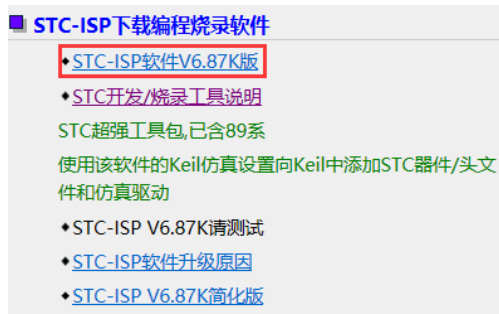 STC-ISP下载编程烧录软件
STC-ISP软件V6.87K版
STC开发/烧录工具说明
STC超强工具包,已含89系
使用该软件的Keil仿真设置向Keil中添加STC器件/头文
件和仿真驱动
STC-ISP V6.87K请测试
STC-ISP软件升级原因
STC-ISP V6.87K简化版